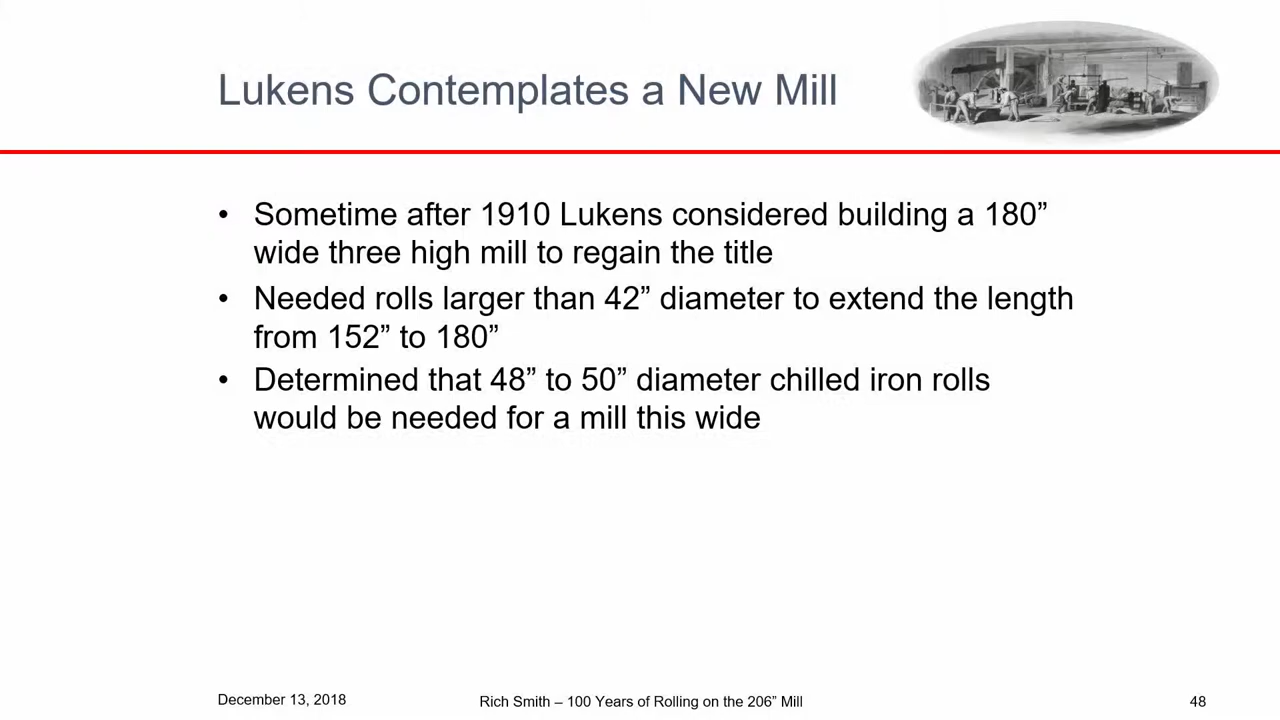 Lukens Contemplates a New Mill
• Sometime after 1910 Lukens considered building a 180”
wide three high mill to regain the title
• Needed rolls larger than 42” diameter to extend the length
from 152” to 180”
• Determined that 48” to 50” diameter chilled iron rolls
would be needed for a mill this wide
December 13, 2018
Rich Smith – 100 Years of Rolling on the 206” Mill
48